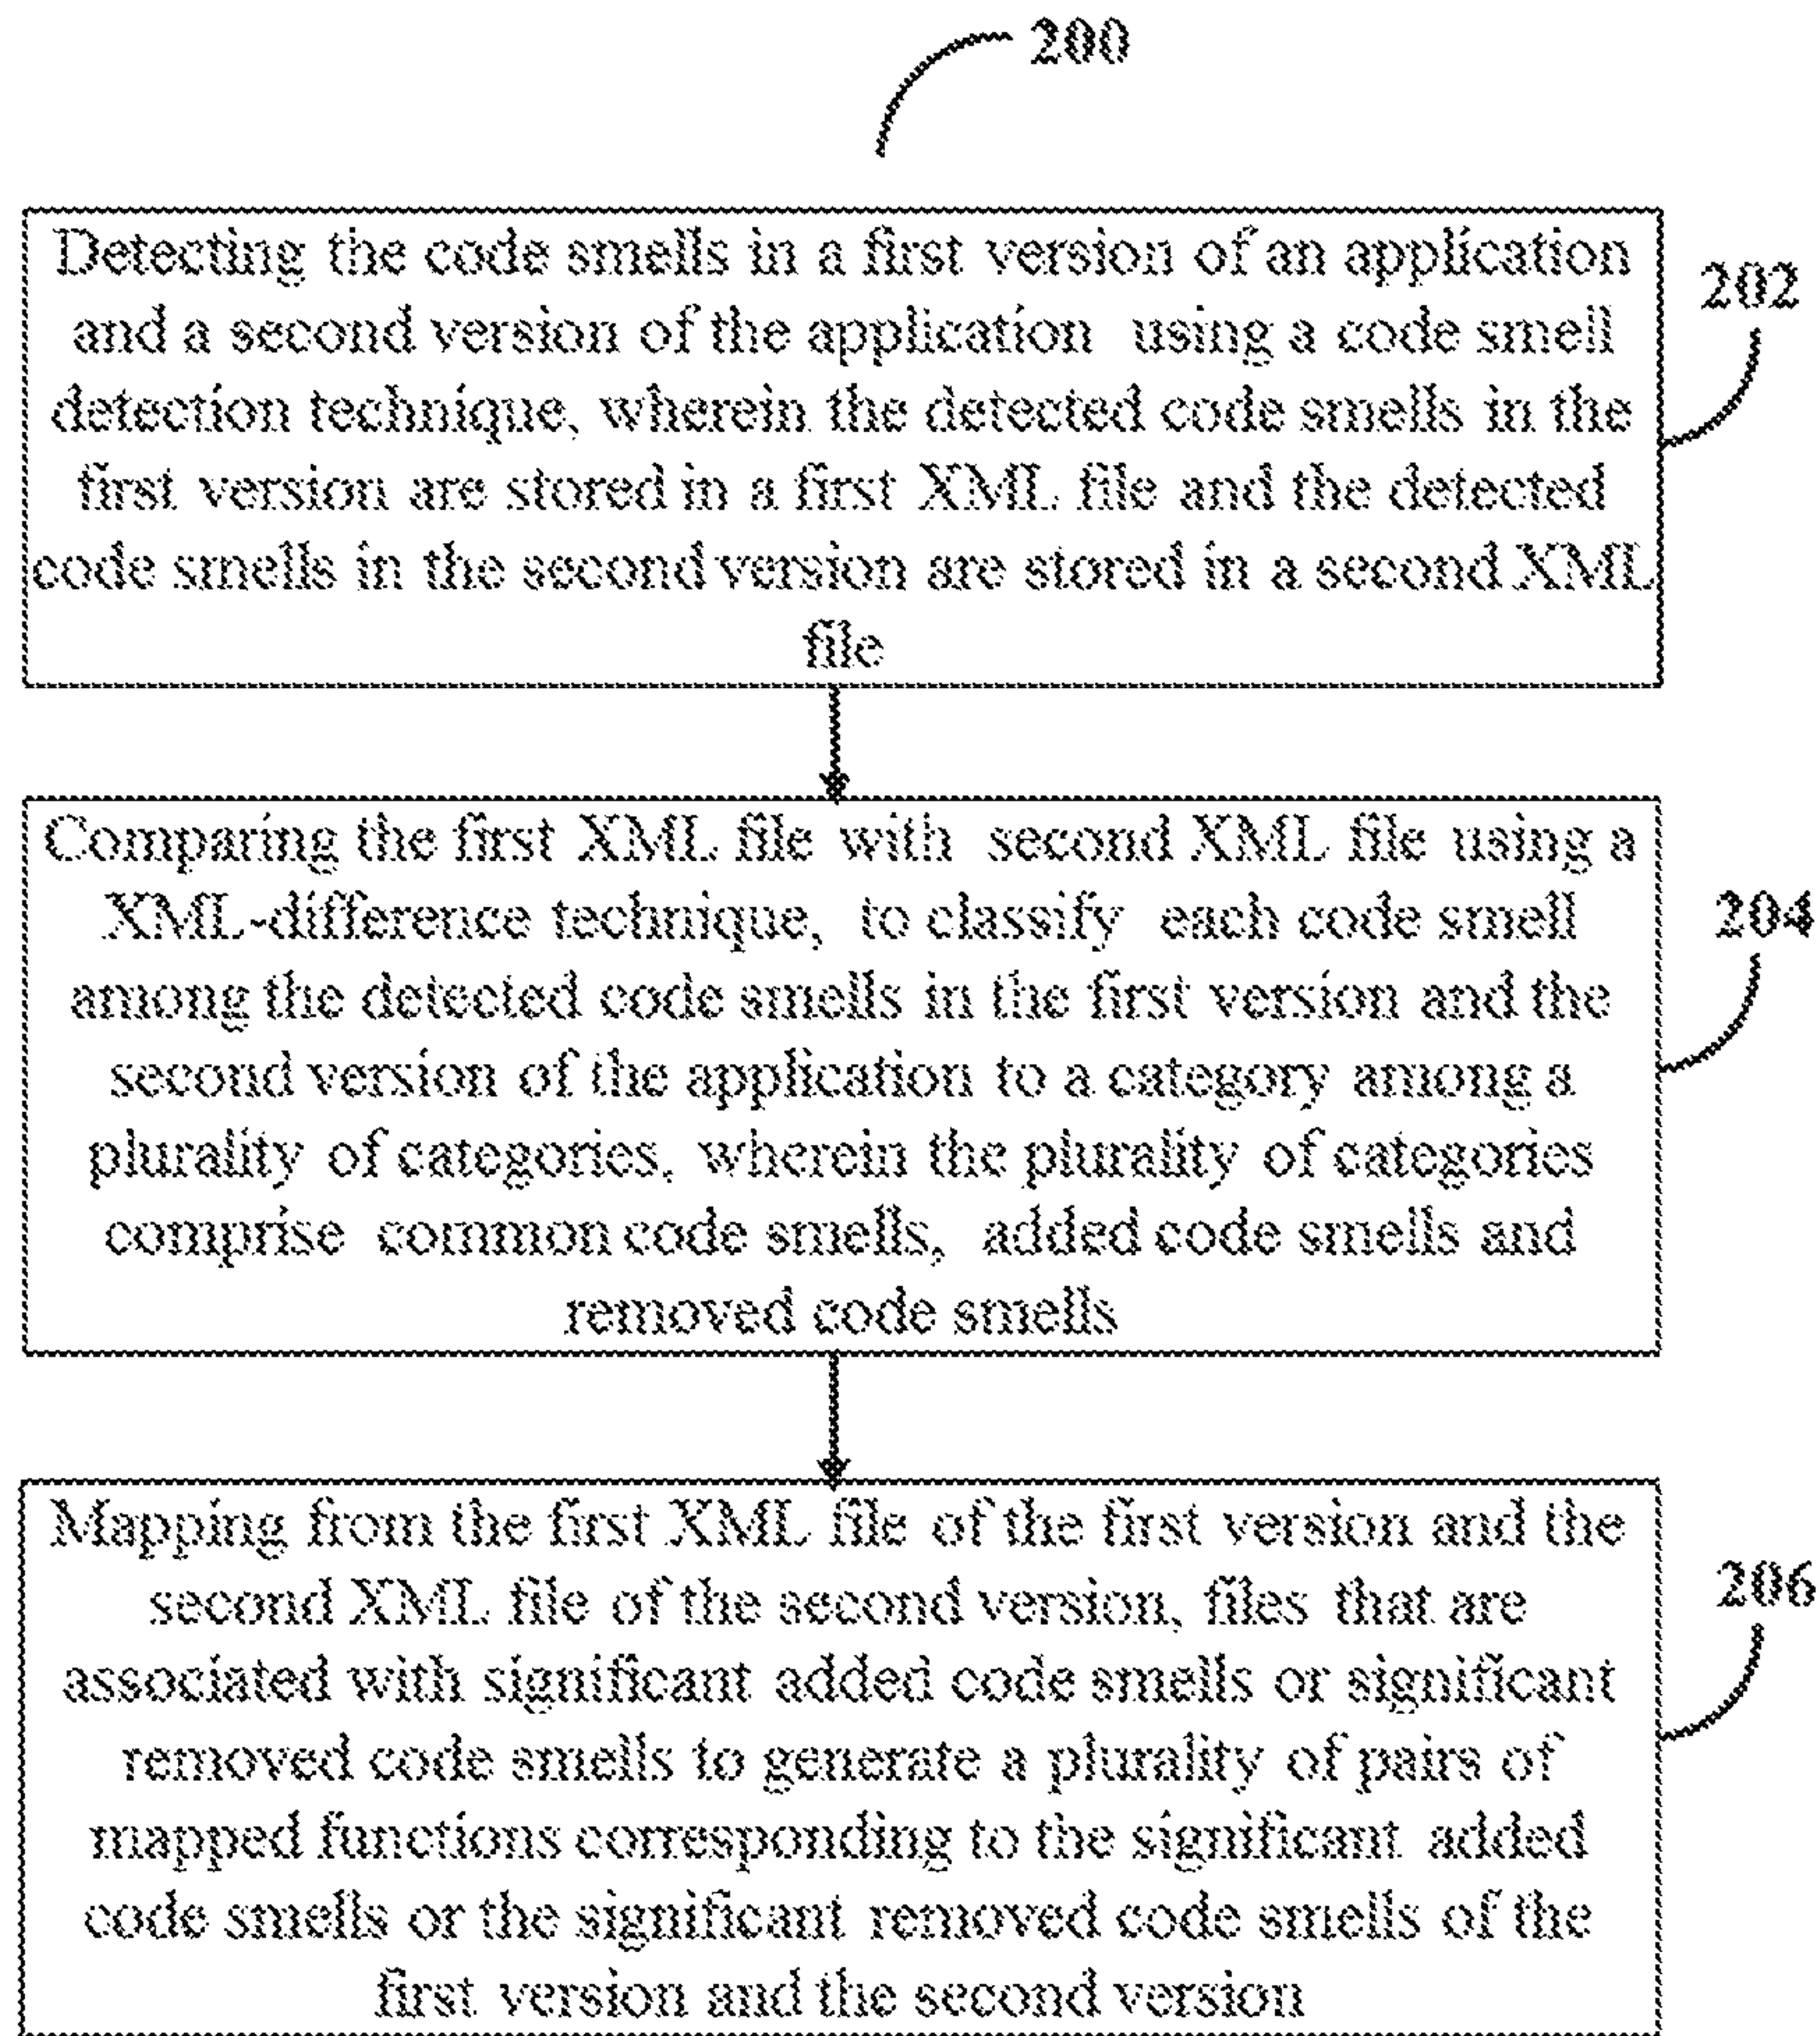 200
Detecting the code smells in a first version of an application
and a second version of the application using a code smell
detection technique, wherein the detected code smells in the
first version are stored in a first XML file and the detected
code smells in the second version are stored in a second XML
file
202
Comparing the first XML file with second XML file using a
XML-difference technique, to classify each code smell
among the detected code smells in the first version and the
second version of the application to a category among a
plurality of categories, wherein the plurality of categories
comprise common code smells, added code smells and
removed code smells
204
Mapping from the first XML file of the first version and the
second XML file of the second version, files that are
associated with significant added code smells or significant
removed code smells to generate a plurality of pairs of
mapped functions corresponding to the significant added
code smells or the significant removed code smells of the
first version and the second version
206